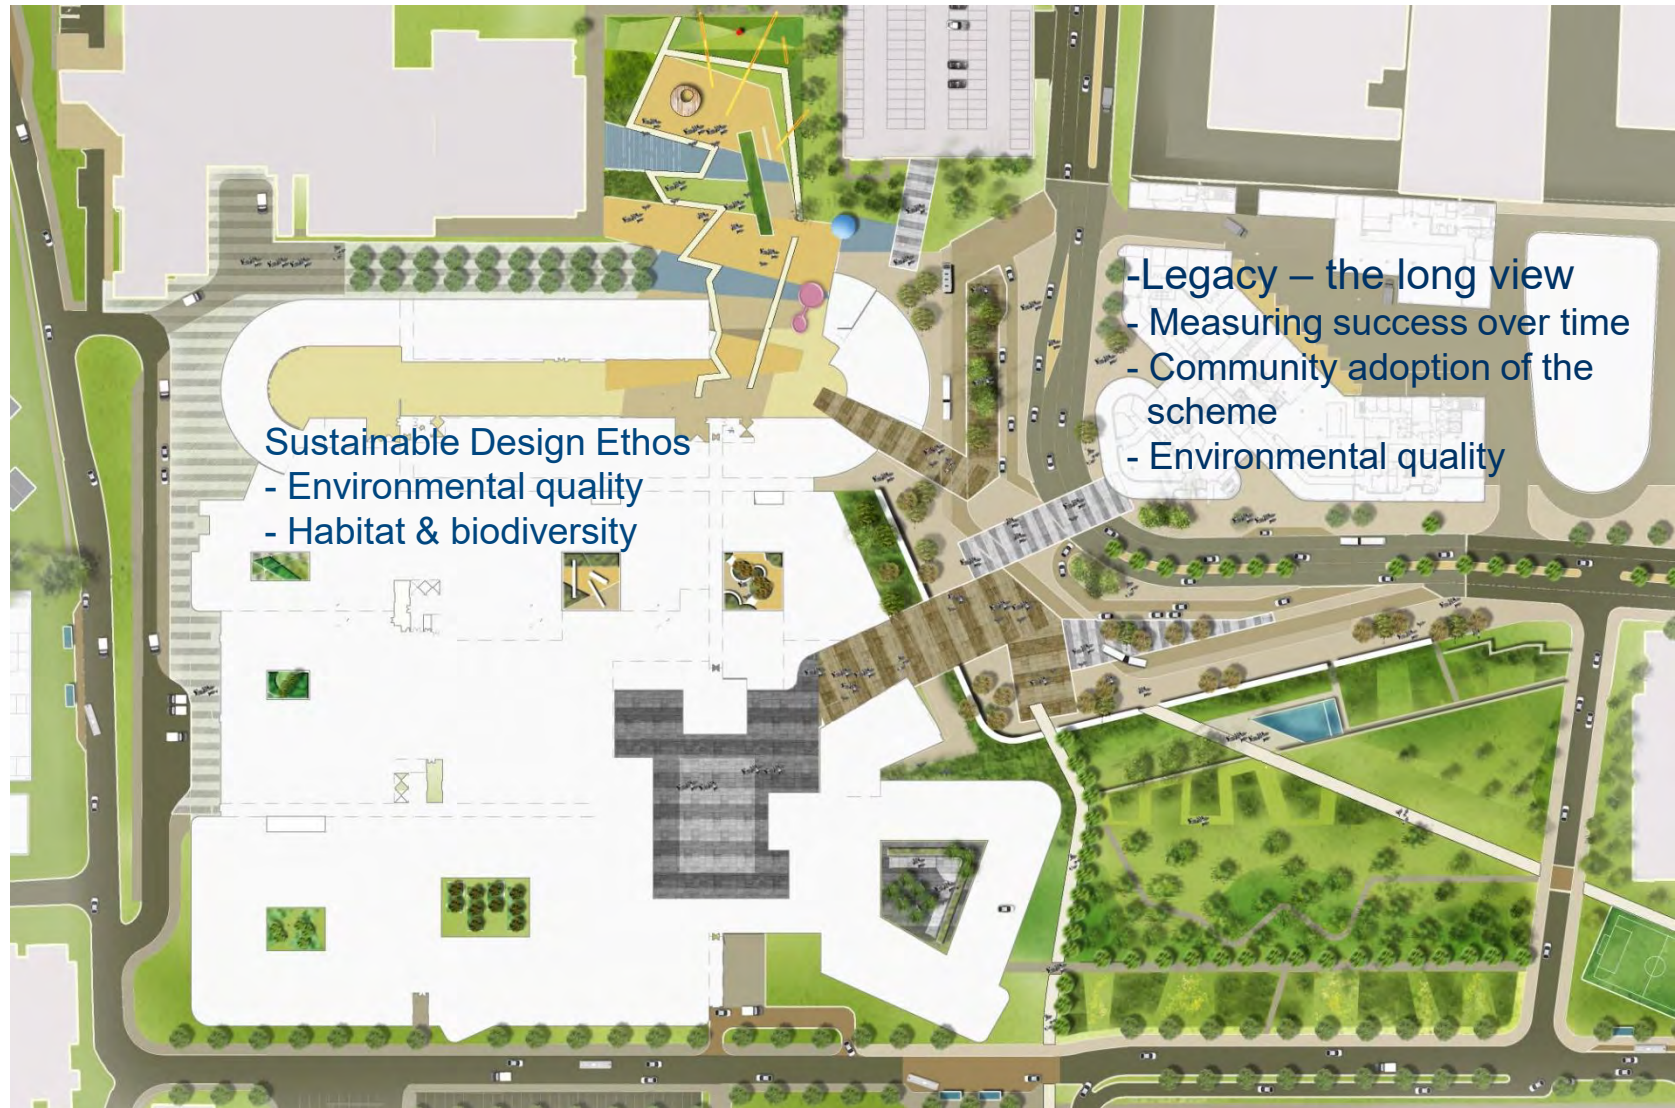 Sustainable Design Ethos
- Environmental quality
- Habitat & biodiversity
-Legacy – the long view
- Measuring success over time
- Community adoption of the
scheme
- Environmental quality